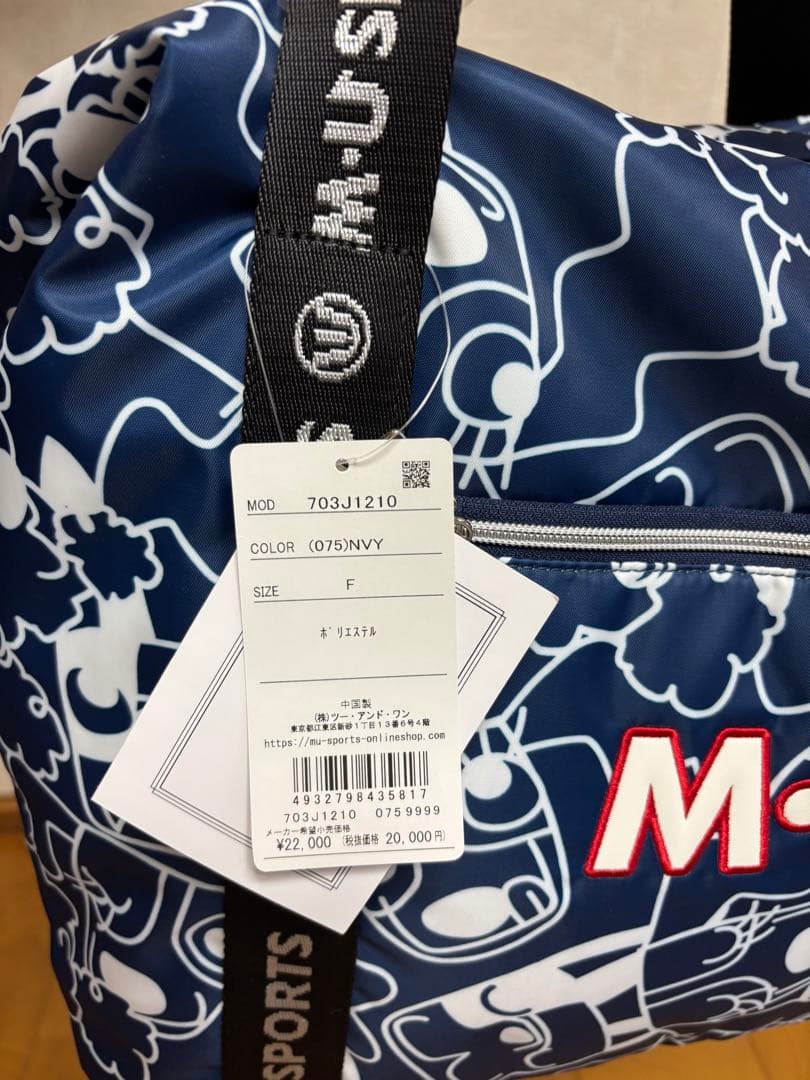 M·U SP
S
MOD 703J1210
COLOR (075)NVY
SIZE F
ポリエステル
中国製
(株)ツー・アンド・ワン
東京都江東区新砂1丁目13番6号4階
https://mu-sports-onlineshop.com
4932798435817
703J1210 0759999
メーカー希望小売価格
¥22,000 (税抜価格 20,000円)
M·
SPORTS